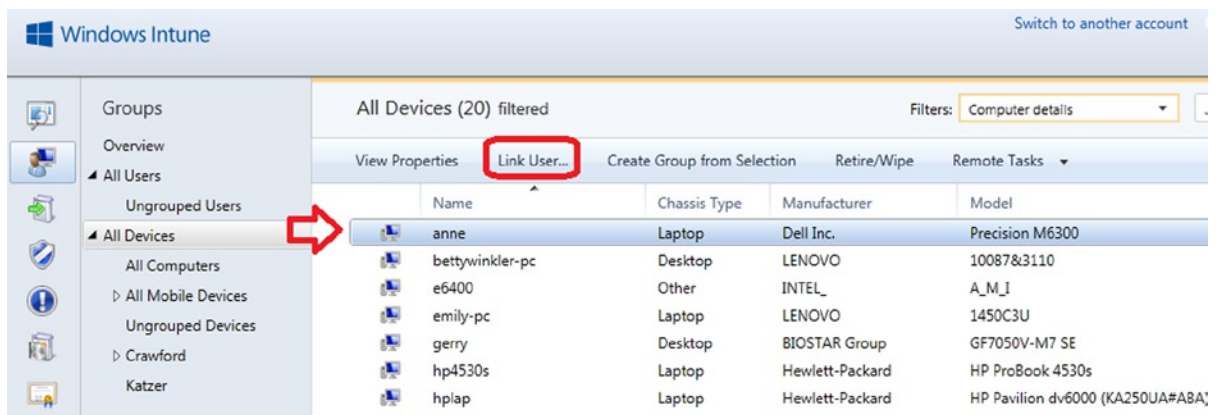 Windows Intune
Switch to another account
Groups
Overview
All Users
Ungrouped Users
All Devices
All Computers
All Mobile Devices
Ungrouped Devices
Crawford
Katzer
All Devices (20) filtered
Filters: Computer details
View Properties Link User... Create Group from Selection Retire/Wipe Remote Tasks
Name Chassis Type Manufacturer Model
anne Laptop Dell Inc. Precision M6300
bettywinkler-pc Desktop LENOVO 10087&3110
e6400 Other INTEL_ A_M_I
emily-pc Laptop LENOVO 1450C3U
gerry Desktop BIOSTAR Group GF7050V-M7 SE
hp4530s Laptop Hewlett-Packard HP ProBook 4530s
hplap Laptop Hewlett-Packard HP Pavilion dv6000 (KA250UA#ABA)